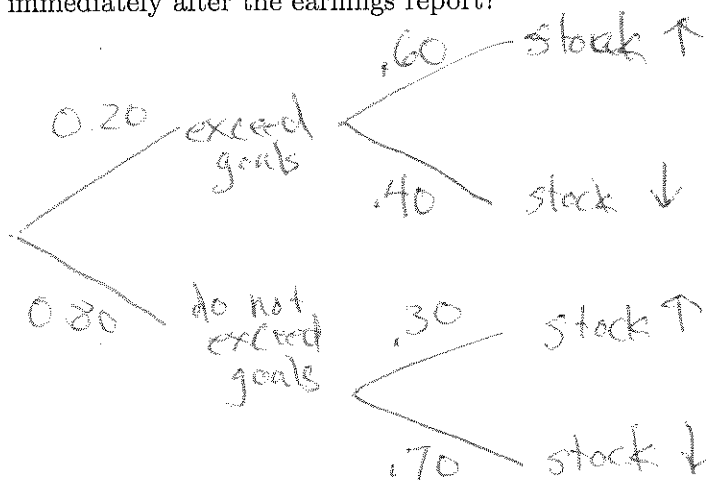 immediately after the earnings report?
.60
stock ↑
0.20
exceed
goals
.40
stock ↓
0.80
do not
exceed
goals
.30
stock ↑
.70
stock ↓